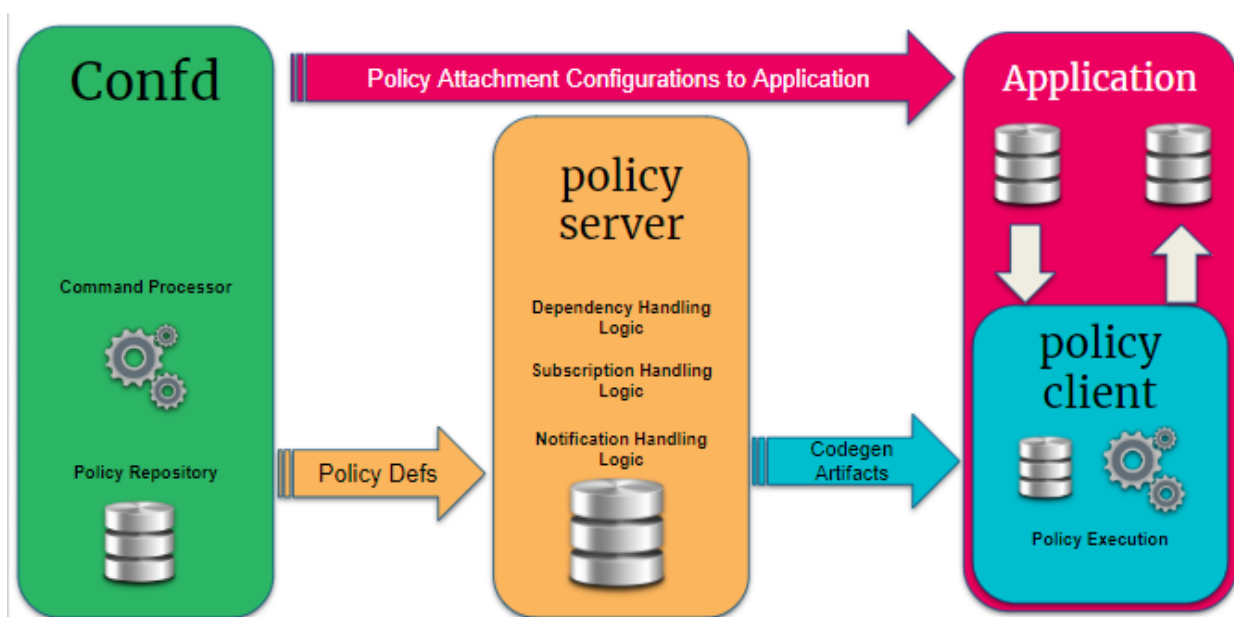 Confd
Policy Attachment Configurations to Application
Application
policy
server
Command Processor
Dependency Handling
Logic
Subscription Handling
Logic
policy
client
Policy Repository
Policy Defs
Notification Handling
Logic
Codegen
Artifacts
Policy Execution